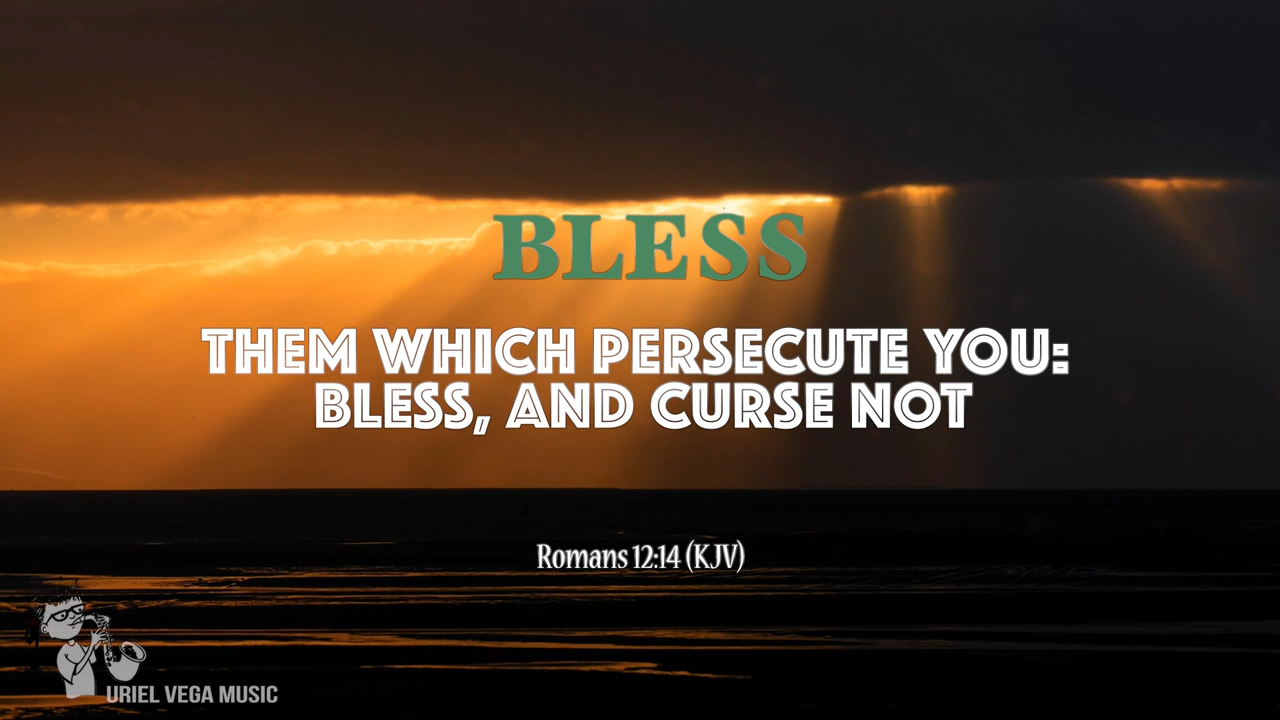 BLESS
THEM WHICH PERSECUTE YOU:
BLESS, AND CURSE NOT
Romans 12:14 (KJV)
URIEL VEGA MUSIC